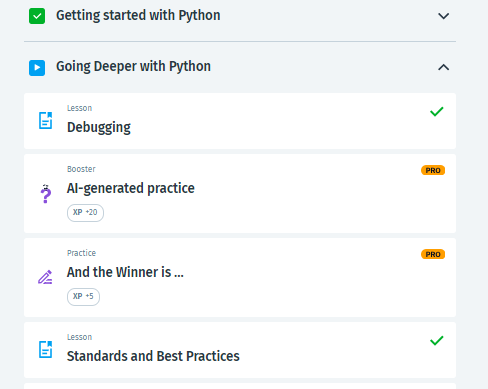 Getting started with Python
Going Deeper with Python
Lesson
Debugging
Booster
PRO
AI-generated practice
XP +20
Practice
PRO
And the Winner is ...
XP +5
Lesson
Standards and Best Practices